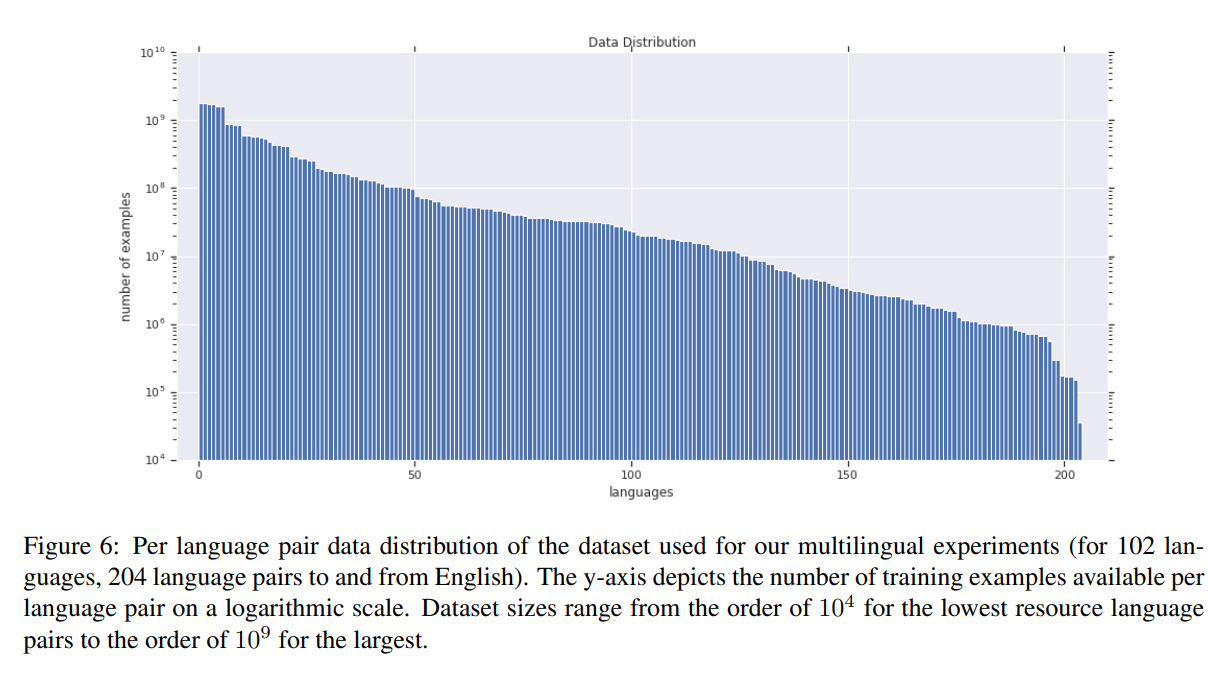 Data Distribution
10¹⁰
10⁹
10⁸
10⁷
10⁶
10⁵
10⁴
number of examples
0 50 100 150 200
languages
Figure 6: Per language pair data distribution of the dataset used for our multilingual experiments (for 102 lan-
guages, 204 language pairs to and from English). The y-axis depicts the number of training examples available per
language pair on a logarithmic scale. Dataset sizes range from the order of 10⁴ for the lowest resource language
pairs to the order of 10⁹ for the largest.